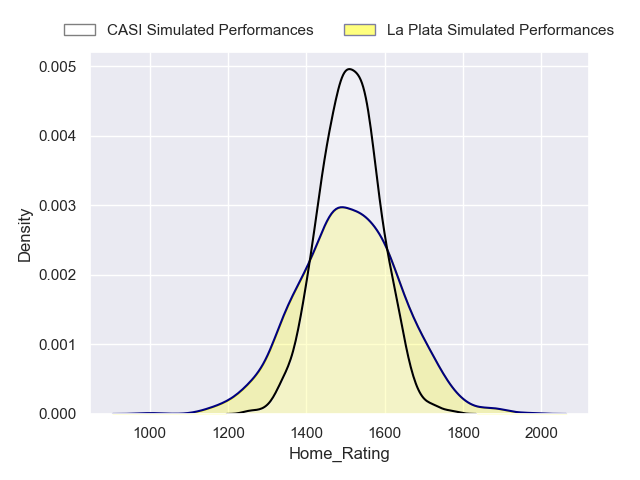 CASI Simulated Performances La Plata Simulated Performances
0.005
0.004
0.003
0.002
0.001
0.000
Density
1000 1200 1400 1600 1800 2000
Home_Rating